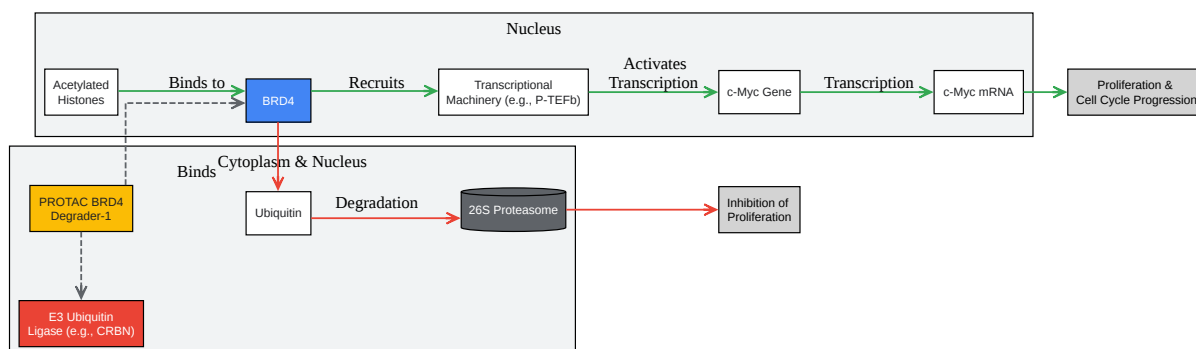 Nucleus
Acetylated
Histones
Binds to
BRD4
Recruits
Transcriptional
Machinery (e.g., P-TEFb)
Activates
Transcription
c-Myc Gene
Transcription
c-Myc mRNA
Proliferation &
Cell Cycle Progression
Cytoplasm & Nucleus
Binds
PROTAC BRD4
Degrader-1
Ubiquitin
Degradation
26S Proteasome
Inhibition of
Proliferation
E3 Ubiquitin
Ligase (e.g., CRBN)